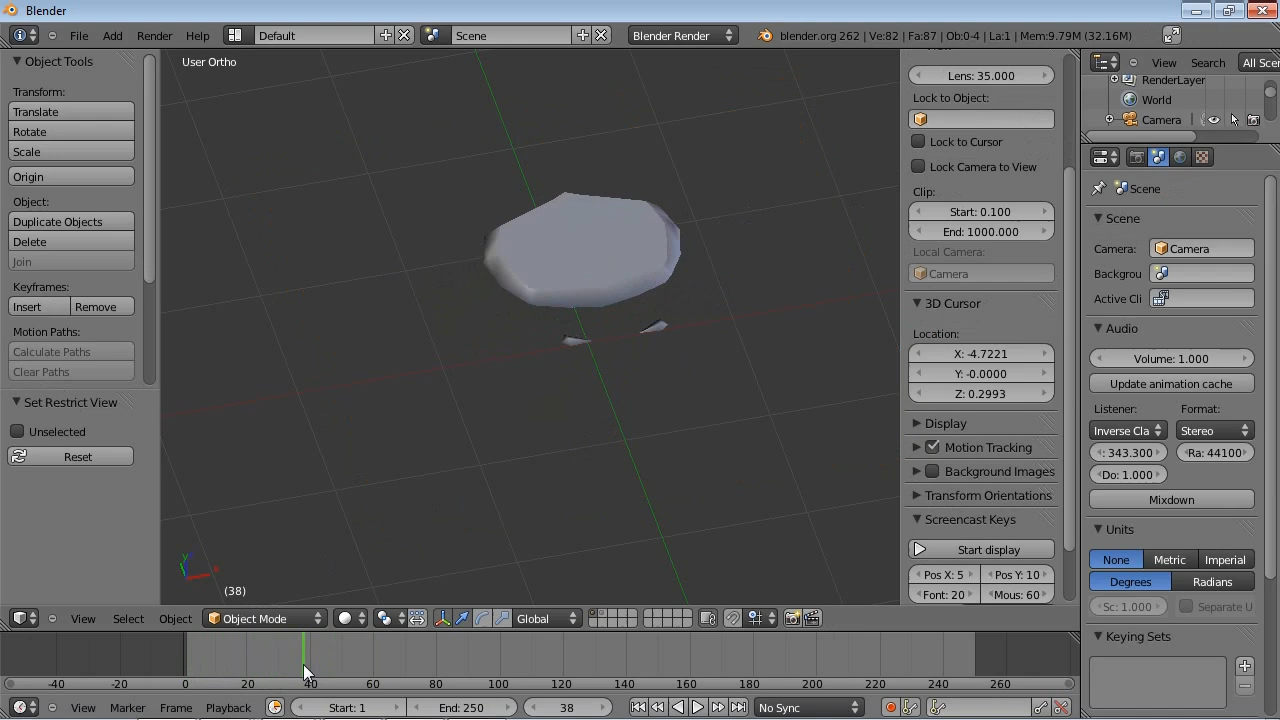 Blender
File Add Render Help Default Scene Blender Render blender.org 262 | Ve:82 | Fa:87 | Ob:0-4 | La:1 | Mem:9.79M (32.16M)
Object Tools
Transform:
Translate
Rotate
Scale
Origin
Object:
Duplicate Objects
Delete
Join
Keyframes:
Insert Remove
Motion Paths:
Calculate Paths
Clear Paths
Set Restrict View
Unselected
Reset
User Ortho
(38)
Lens: 35.000
Lock to Object:
Lock to Cursor
Lock Camera to View
Clip:
Start: 0.100
End: 1000.000
Local Camera:
Camera
3D Cursor
Location:
X: -4.7221
Y: -0.0000
Z: 0.2993
Display
Motion Tracking
Background Images
Transform Orientations
Screencast Keys
Start display
Pos X: 5 Pos Y: 10
Font: 20 Mous: 60
View Search All Scer
RenderLayer
World
Camera
Scene
Scene
Camera: Camera
Backgrou
Active Cli
Audio
Volume: 1.000
Update animation cache
Listener: Format:
Inverse Cla Stereo
: 343.300 Ra: 44100
Do: 1.000
Mixdown
Units
None Metric Imperial
Degrees Radians
Sc: 1.000 Separate U
Keying Sets
View Select Object Object Mode Global
-40 -20 0 20 40 60 80 100 120 140 160 180 200 220 240 260
View Marker Frame Playback Start: 1 End: 250 38 No Sync